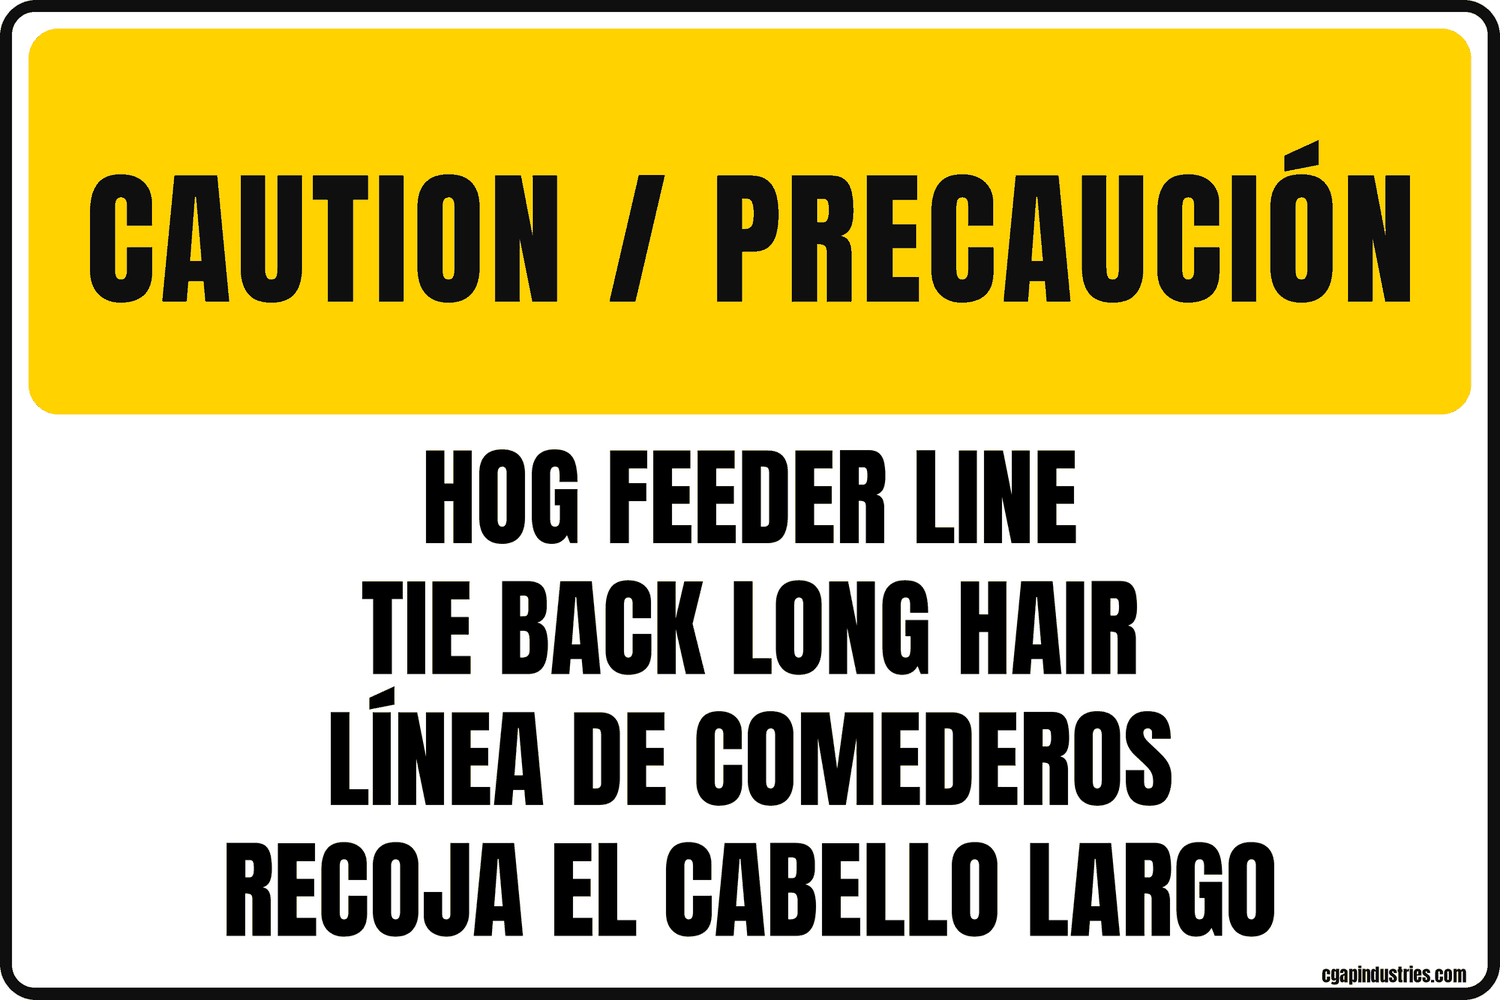 CAUTION / PRECAUCIÓN
HOG FEEDER LINE
TIE BACK LONG HAIR
LÍNEA DE COMEDEROS
RECOJA EL CABELLO LARGO
cgapindustries.com